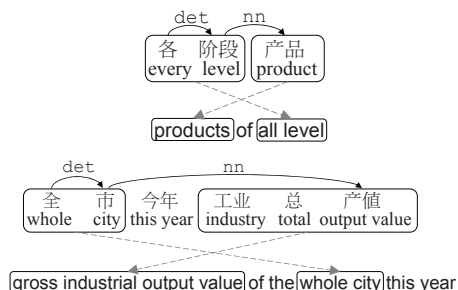 det nn
各 阶段 产品
every level product
products of all level
det nn
全 市 今年 工业 总 产值
whole city this year industry total output value
gross industrial output value of the whole city this year